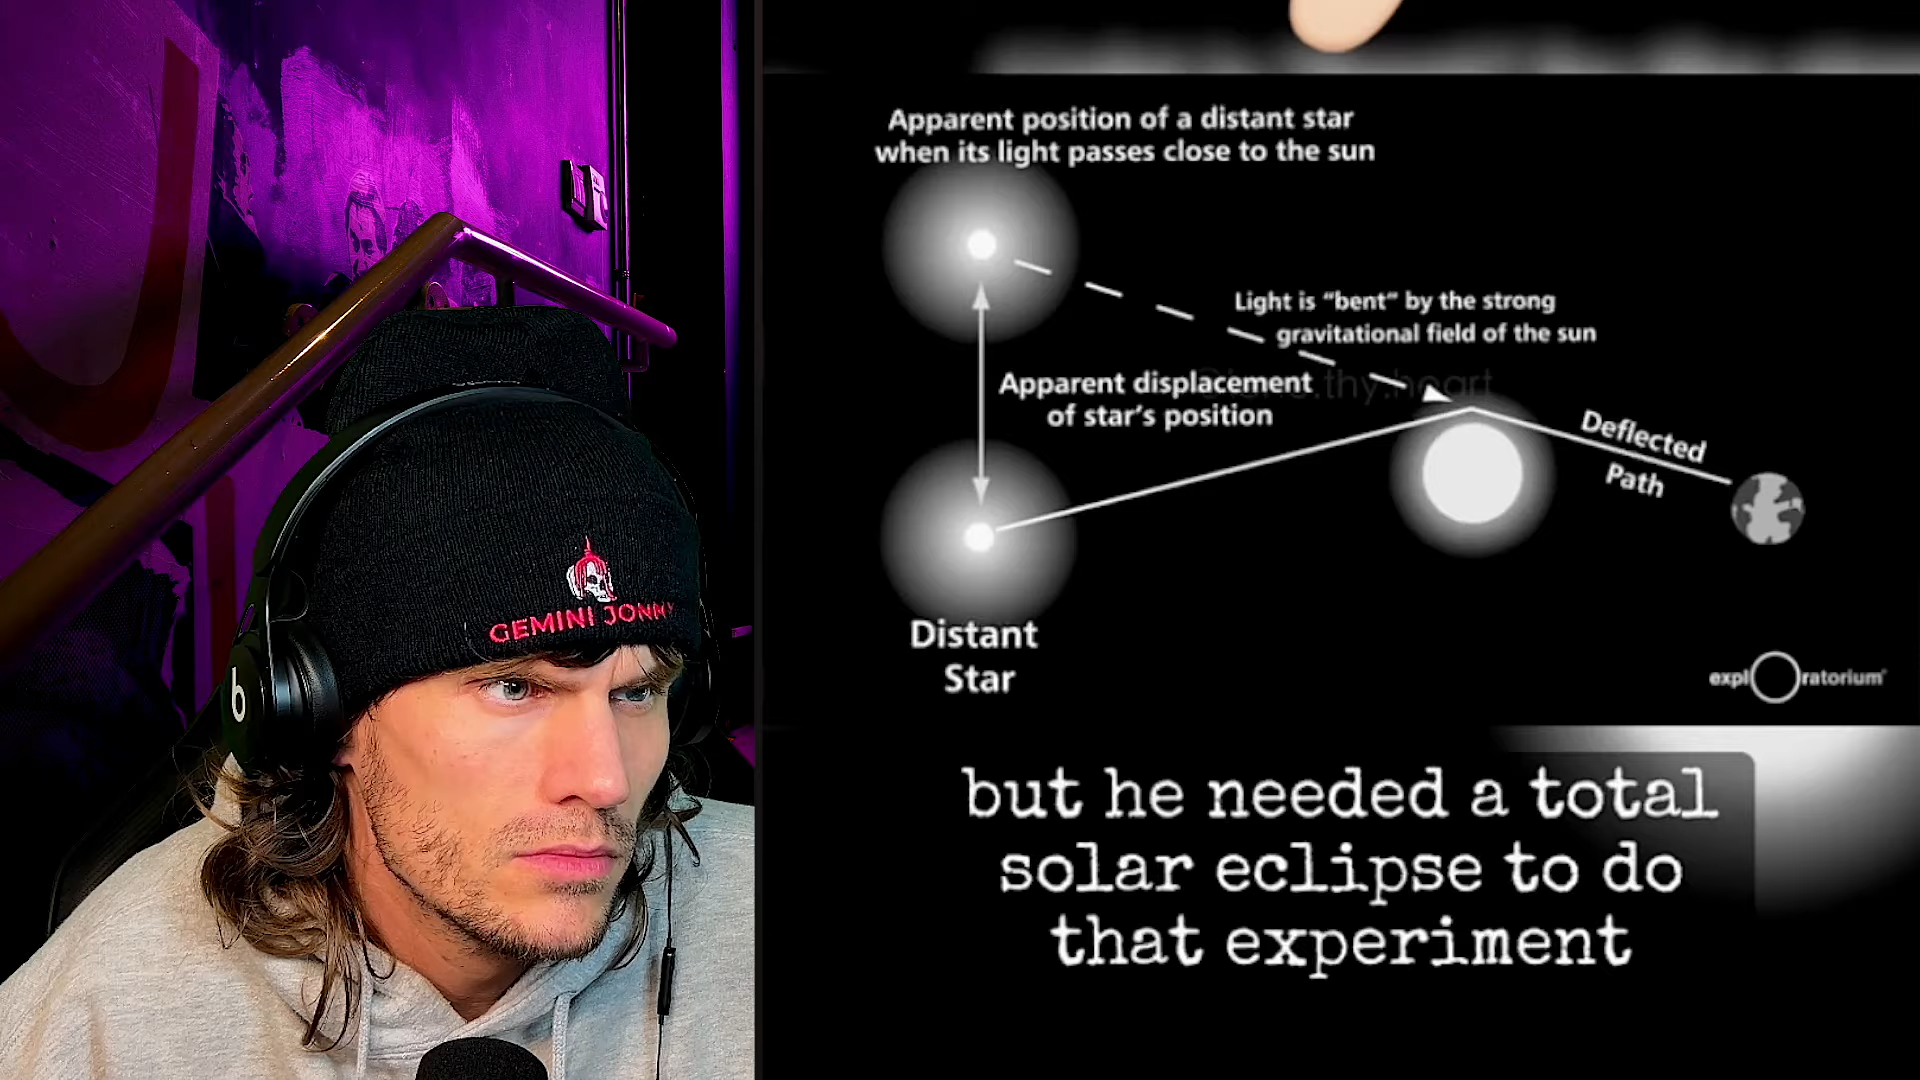 Apparent position of a distant star
when its light passes close to the sun
Light is “bent” by the strong
gravitational field of the sun
Apparent displacement
of star's position
Deflected
Path
Distant
Star
expl ratorium
but he needed a total
solar eclipse to do
that experiment
GEMINI JONNY
b